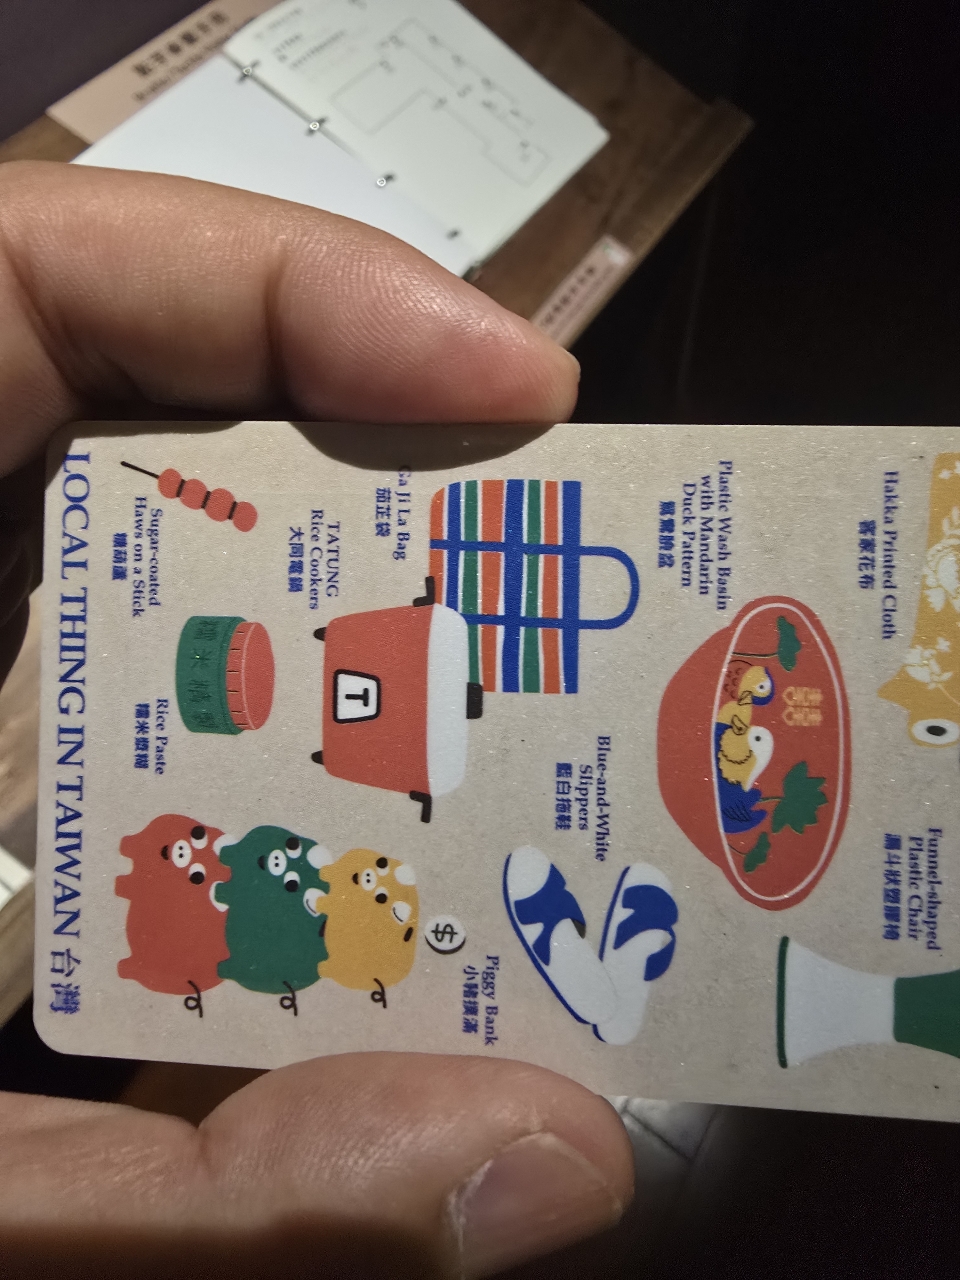 Hakka Printed Cloth
客家花布
Funnel-shaped
Plastic Chair
漏斗狀塑膠椅
Plastic Wash Basin
with Mandarin
Duck Pattern
鴛鴦臉盆
囍
Blue-and-White
Slippers
藍白拖鞋
Ga Ji La Bag
茄芷袋
TATUNG
Rice Cookers
大同電鍋
T
$
Piggy Bank
小豬撲滿
Sugar-coated
Haws on a Stick
糖葫蘆
糯米
Rice Paste
糯米漿糊
LOCAL THING IN TAIWAN 台灣